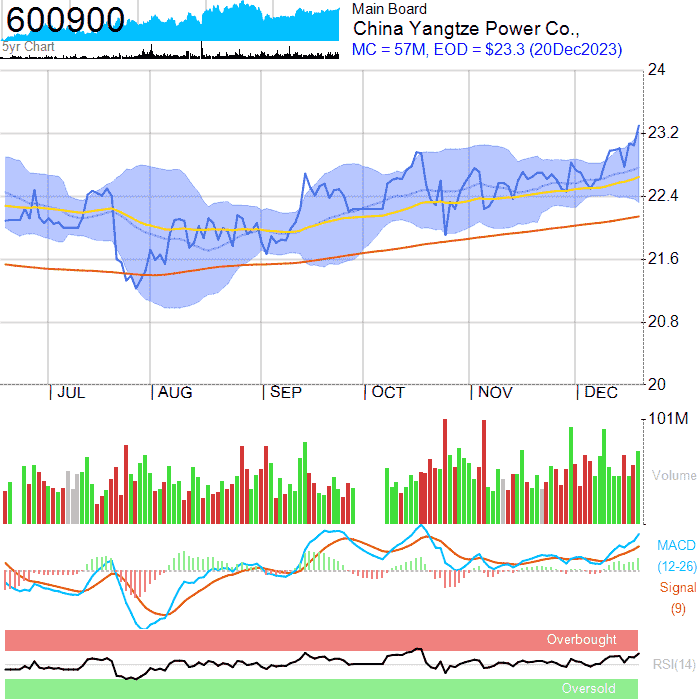 600900
5yr Chart
Main Board
China Yangtze Power Co.,
MC = 57M, EOD = $23.3 (20Dec2023)
24
23.2
22.4
21.6
20.8
20
JUL AUG SEP OCT NOV DEC
101M
Volume
MACD
(12-26)
Signal
(9)
Overbought
RSI(14)
Oversold